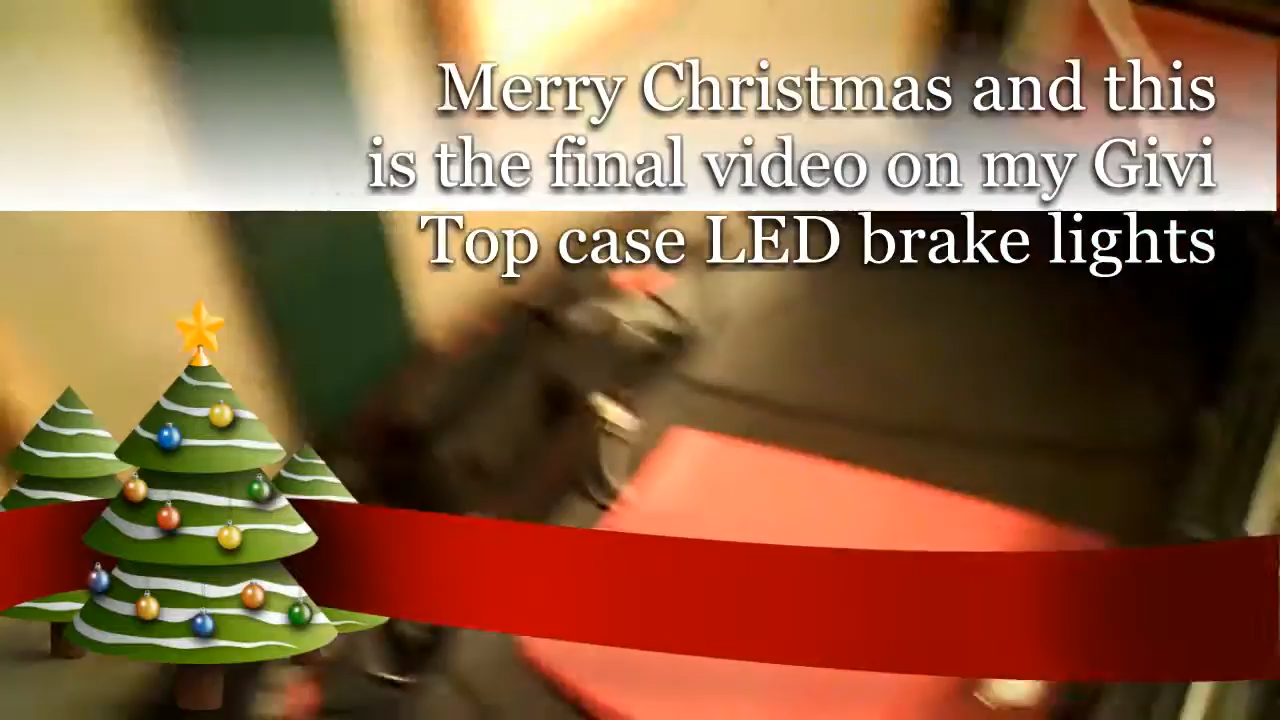 Merry Christmas and this
is the final video on my Givi
Top case LED brake lights